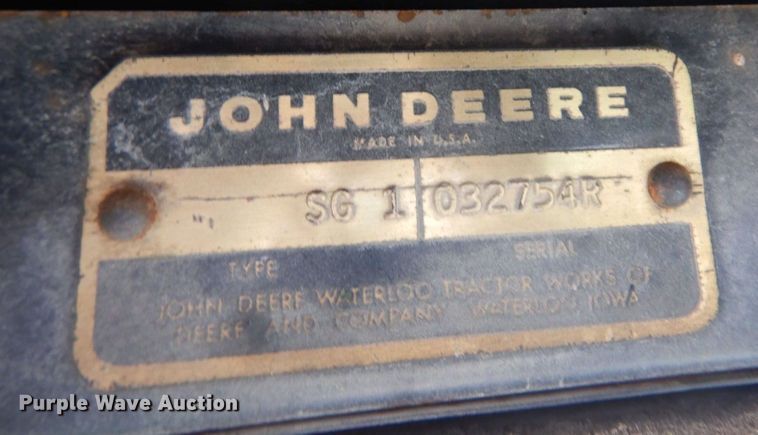 JOHN DEERE
MADE IN U.S.A.
SG 1 032754R
TYPE SERIAL
JOHN DEERE WATERLOO TRACTOR WORKS OF
DEERE AND COMPANY WATERLOO IOWA
Purple Wave Auction